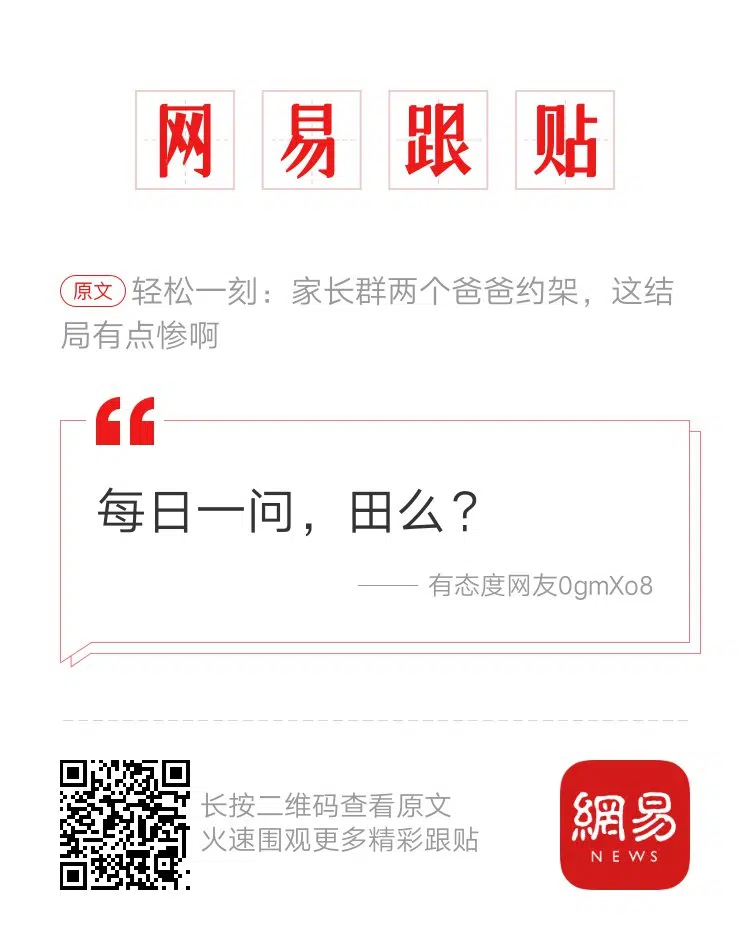 网易跟贴
原文 轻松一刻：家长群两个爸爸约架，这结
局有点惨啊
每日一问，田么？
—— 有态度网友0gmXo8
长按二维码查看原文
火速围观更多精彩跟贴
網易
NEWS